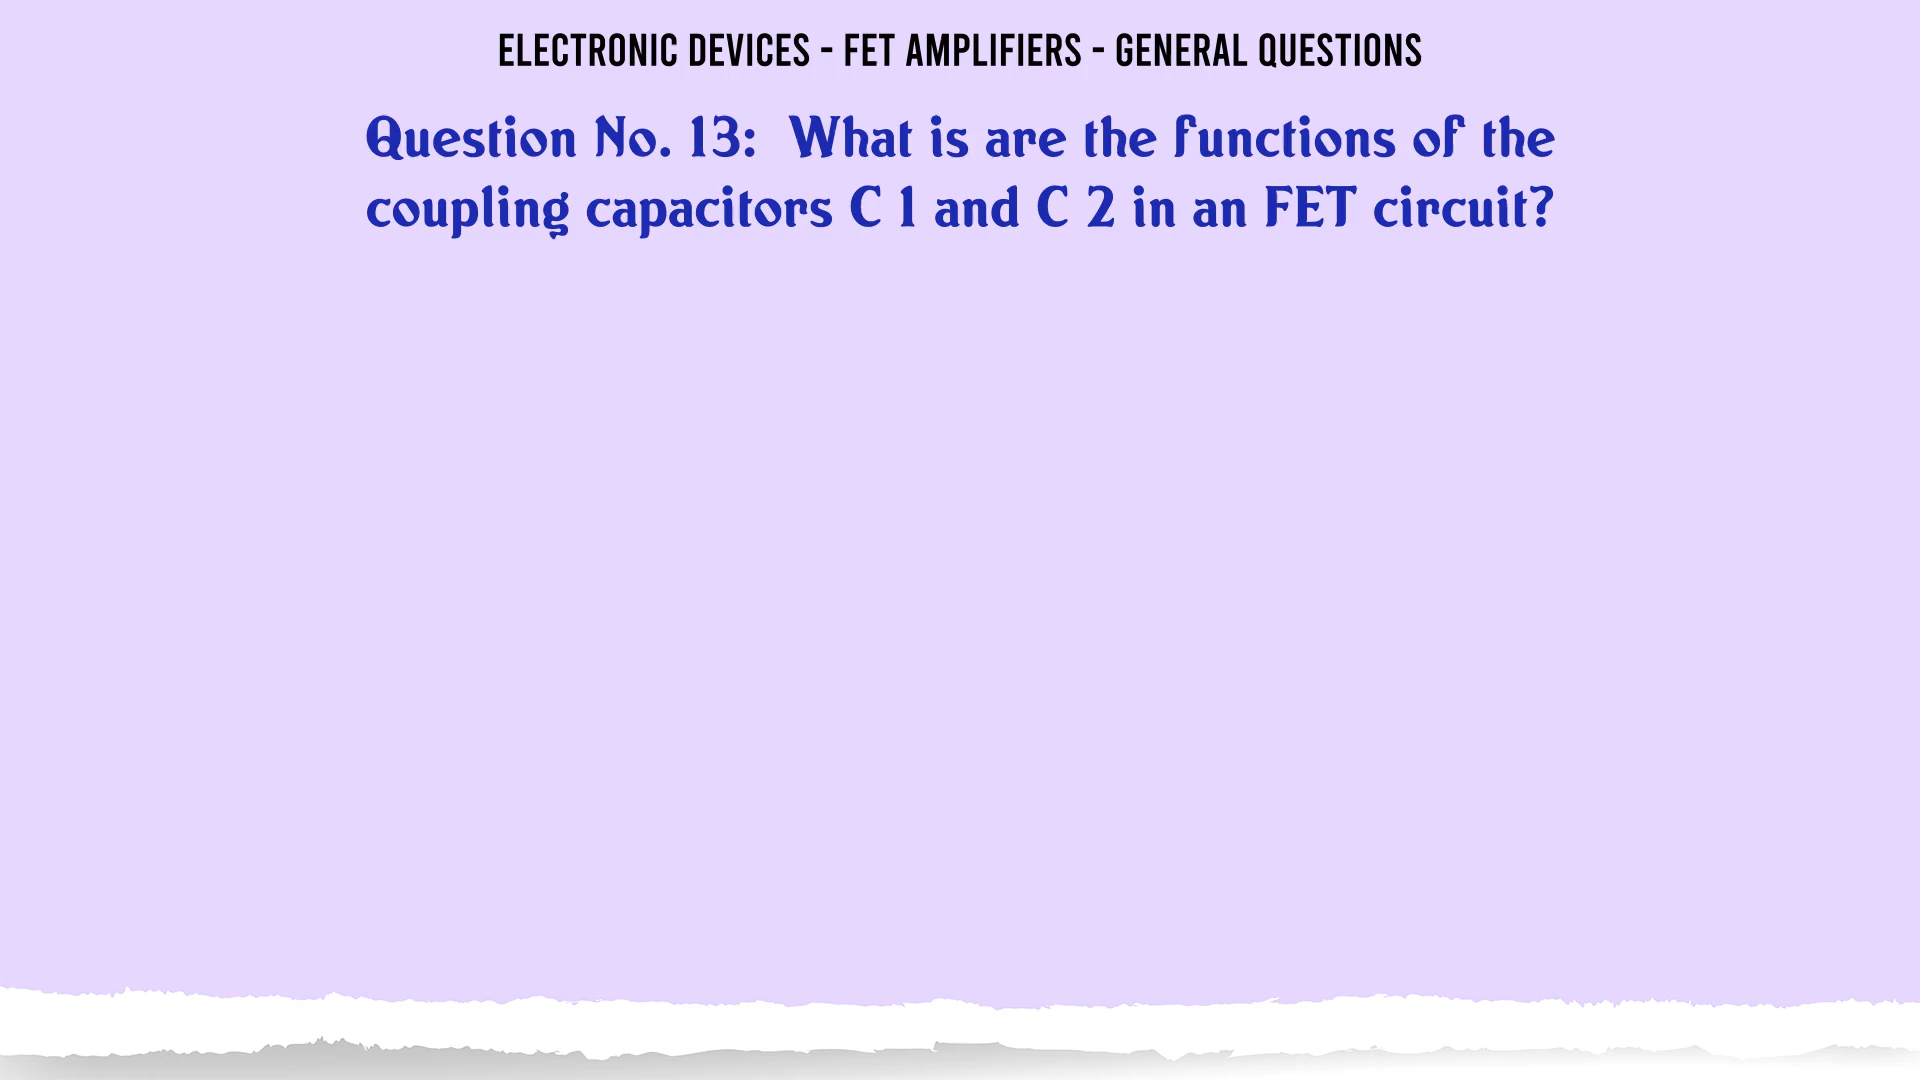 ELECTRONIC DEVICES - FET AMPLIFIERS - GENERAL QUESTIONS
Question No. 13: What is are the functions of the
coupling capacitors C 1 and C 2 in an FET circuit?